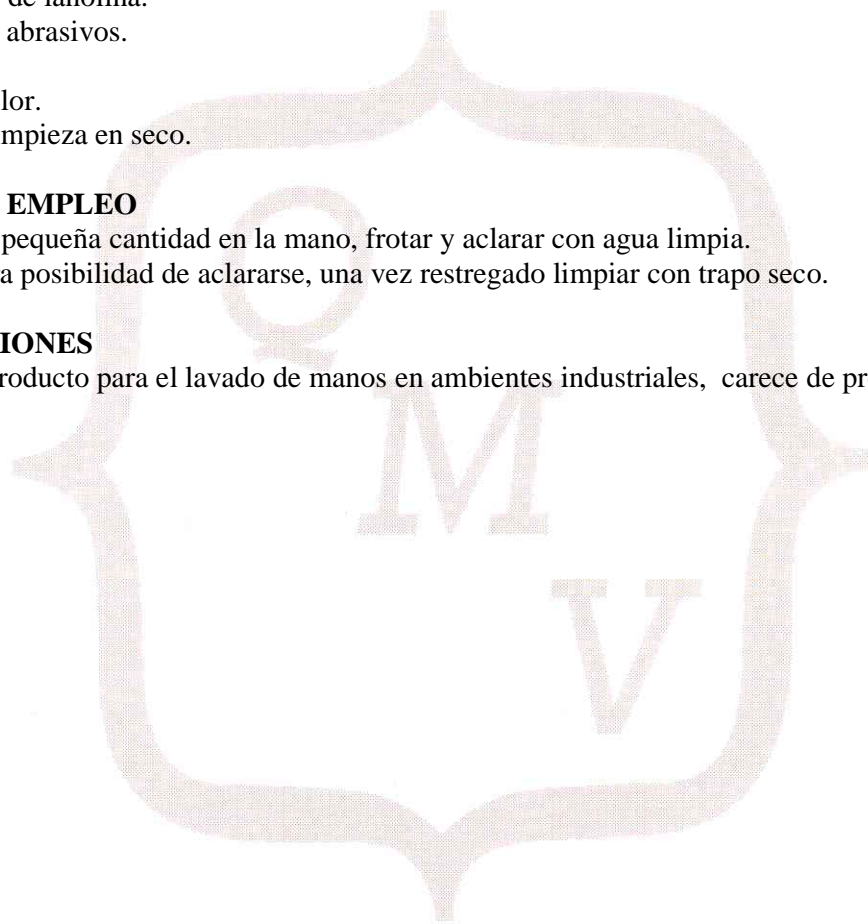 de lanolina.
abrasivos.
lor.
mpieza en seco.
EMPLEO
pequeña cantidad en la mano, frotar y aclarar con agua limpia.
a posibilidad de aclararse, una vez restregado limpiar con trapo seco.
IONES
roducto para el lavado de manos en ambientes industriales, carece de pr
Q
M
V